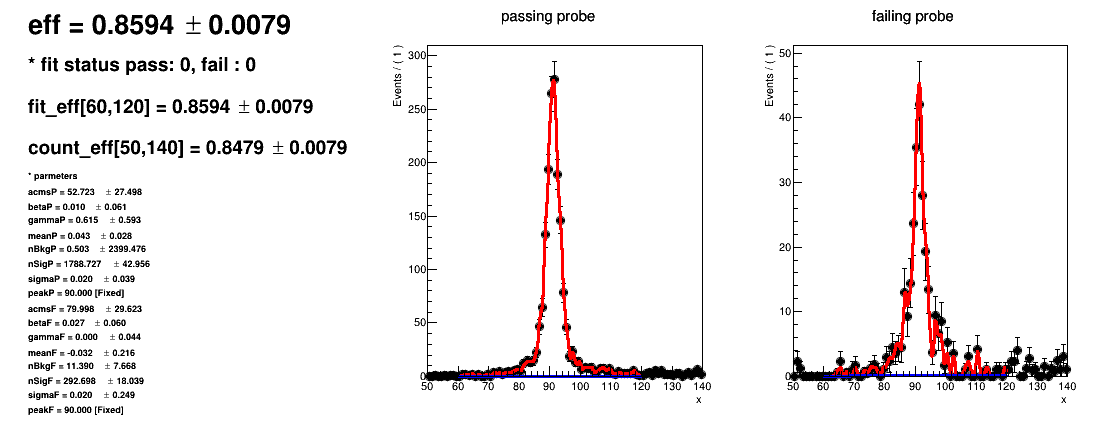 eff = 0.8594 ± 0.0079
* fit status pass: 0, fail : 0
fit_eff[60,120] = 0.8594 ± 0.0079
count_eff[50,140] = 0.8479 ± 0.0079
* parmeters
acmsP = 52.723 ± 27.498
betaP = 0.010 ± 0.061
gammaP = 0.615 ± 0.593
meanP = 0.043 ± 0.028
nBkgP = 0.503 ± 2399.476
nSigP = 1788.727 ± 42.956
sigmaP = 0.020 ± 0.039
peakP = 90.000 [Fixed]
acmsF = 79.998 ± 29.623
betaF = 0.027 ± 0.060
gammaF = 0.000 ± 0.044
meanF = -0.032 ± 0.216
nBkgF = 11.390 ± 7.668
nSigF = 292.698 ± 18.039
sigmaF = 0.020 ± 0.249
peakF = 90.000 [Fixed]
passing probe
Events / ( 1 )
300
250
200
150
100
50
0
50 60 70 80 90 100 110 120 130 140
x
failing probe
Events / ( 1 )
50
40
30
20
10
0
50 60 70 80 90 100 110 120 130 140
x